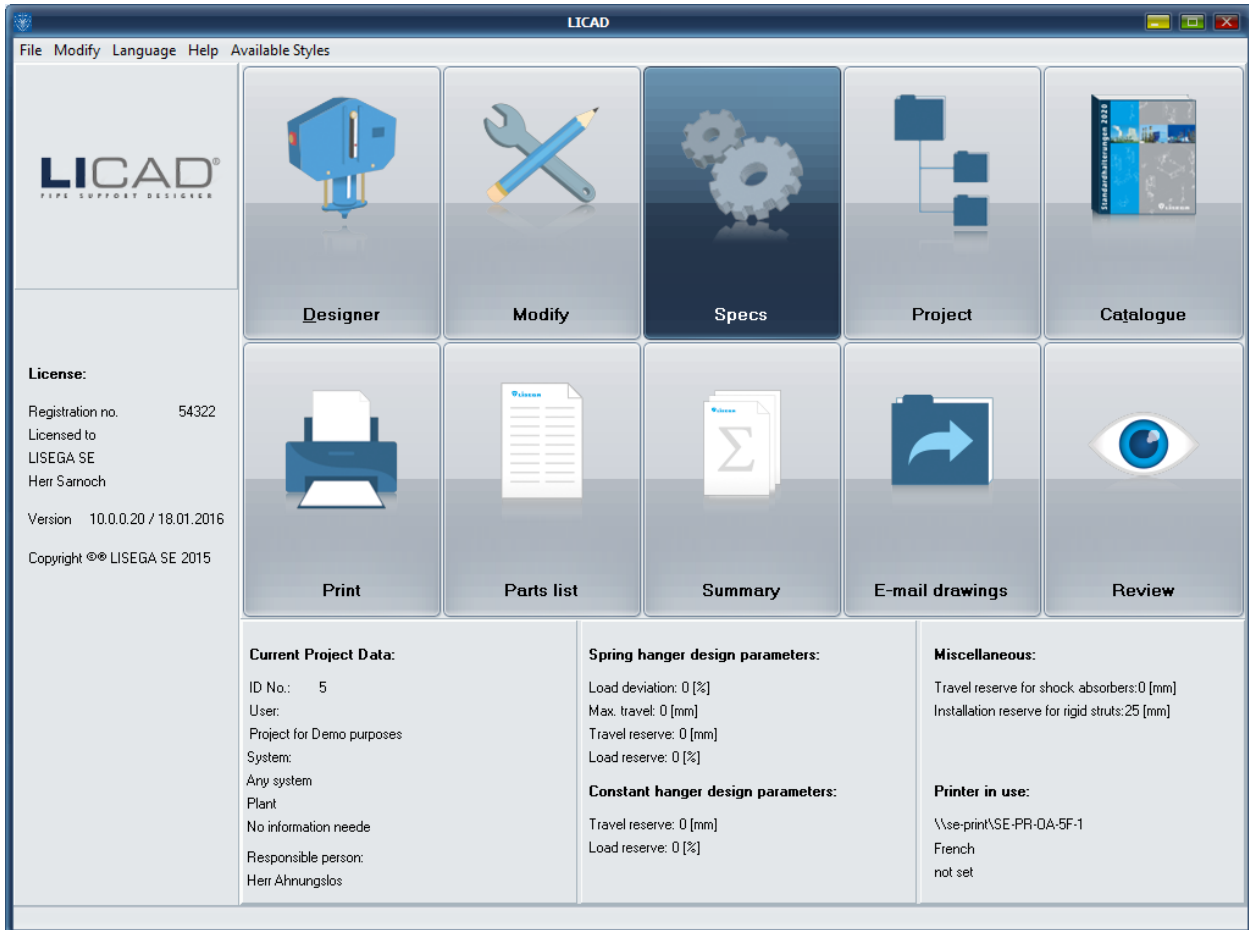 LICAD
File Modify Language Help Available Styles
LICAD®
PIPE SUPPORT DESIGNER
Designer
Modify
Specs
Project
Standardhalterungen 2020
LISEGA
Catalogue
Print
LISEGA
Parts list
LISEGA
Σ
Summary
E-mail drawings
Review
License:
Registration no. 54322
Licensed to
LISEGA SE
Herr Sarnoch
Version 10.0.0.20 / 18.01.2016
Copyright ©® LISEGA SE 2015
Current Project Data:
ID No.: 5
User:
Project for Demo purposes
System:
Any system
Plant
No information neede
Responsible person:
Herr Ahnungslos
Spring hanger design parameters:
Load deviation: 0 [%]
Max. travel: 0 [mm]
Travel reserve: 0 [mm]
Load reserve: 0 [%]
Constant hanger design parameters:
Travel reserve: 0 [mm]
Load reserve: 0 [%]
Miscellaneous:
Travel reserve for shock absorbers:0 [mm]
Installation reserve for rigid struts:25 [mm]
Printer in use:
\\se-print\SE-PR-OA-5F-1
French
not set